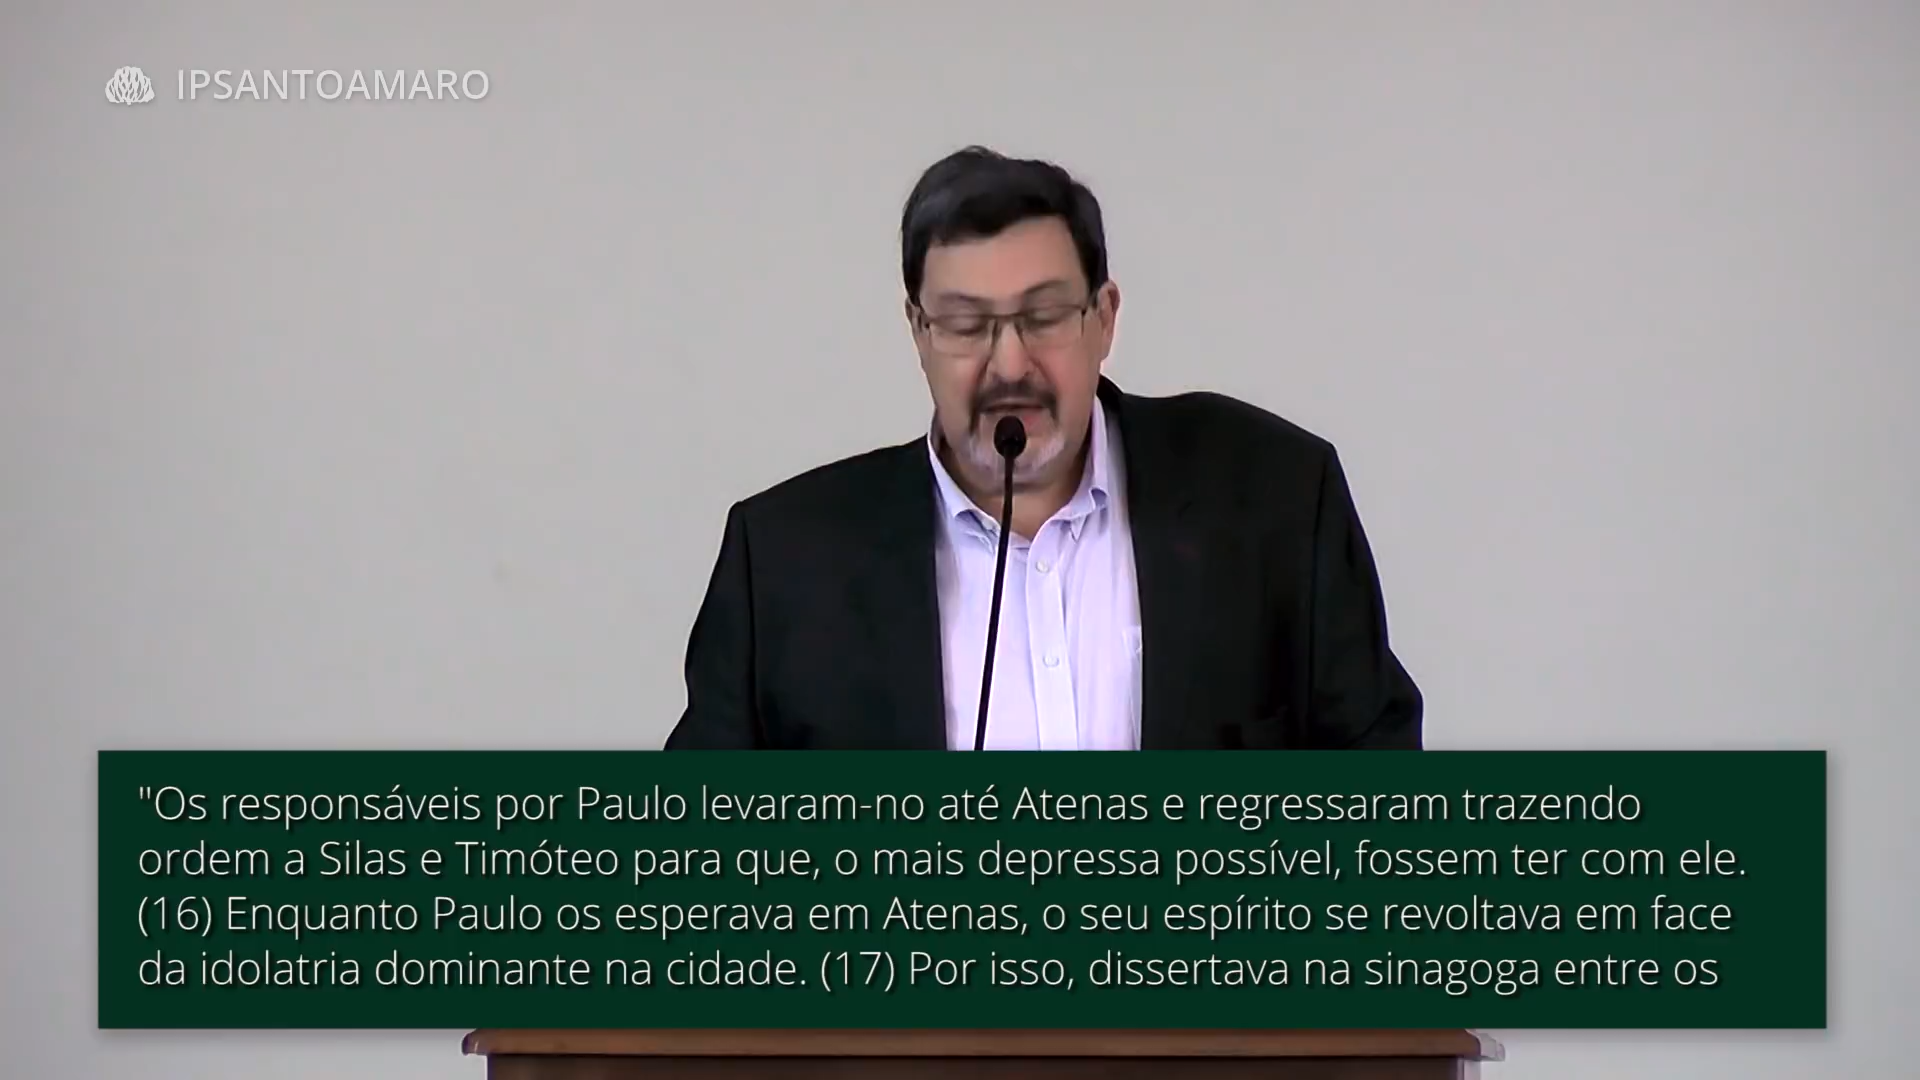 IPSANTOAMARO
"Os responsáveis por Paulo levaram-no até Atenas e regressaram trazendo
ordem a Silas e Timóteo para que, o mais depressa possível, fossem ter com ele.
(16) Enquanto Paulo os esperava em Atenas, o seu espírito se revoltava em face
da idolatria dominante na cidade. (17) Por isso, dissertava na sinagoga entre os